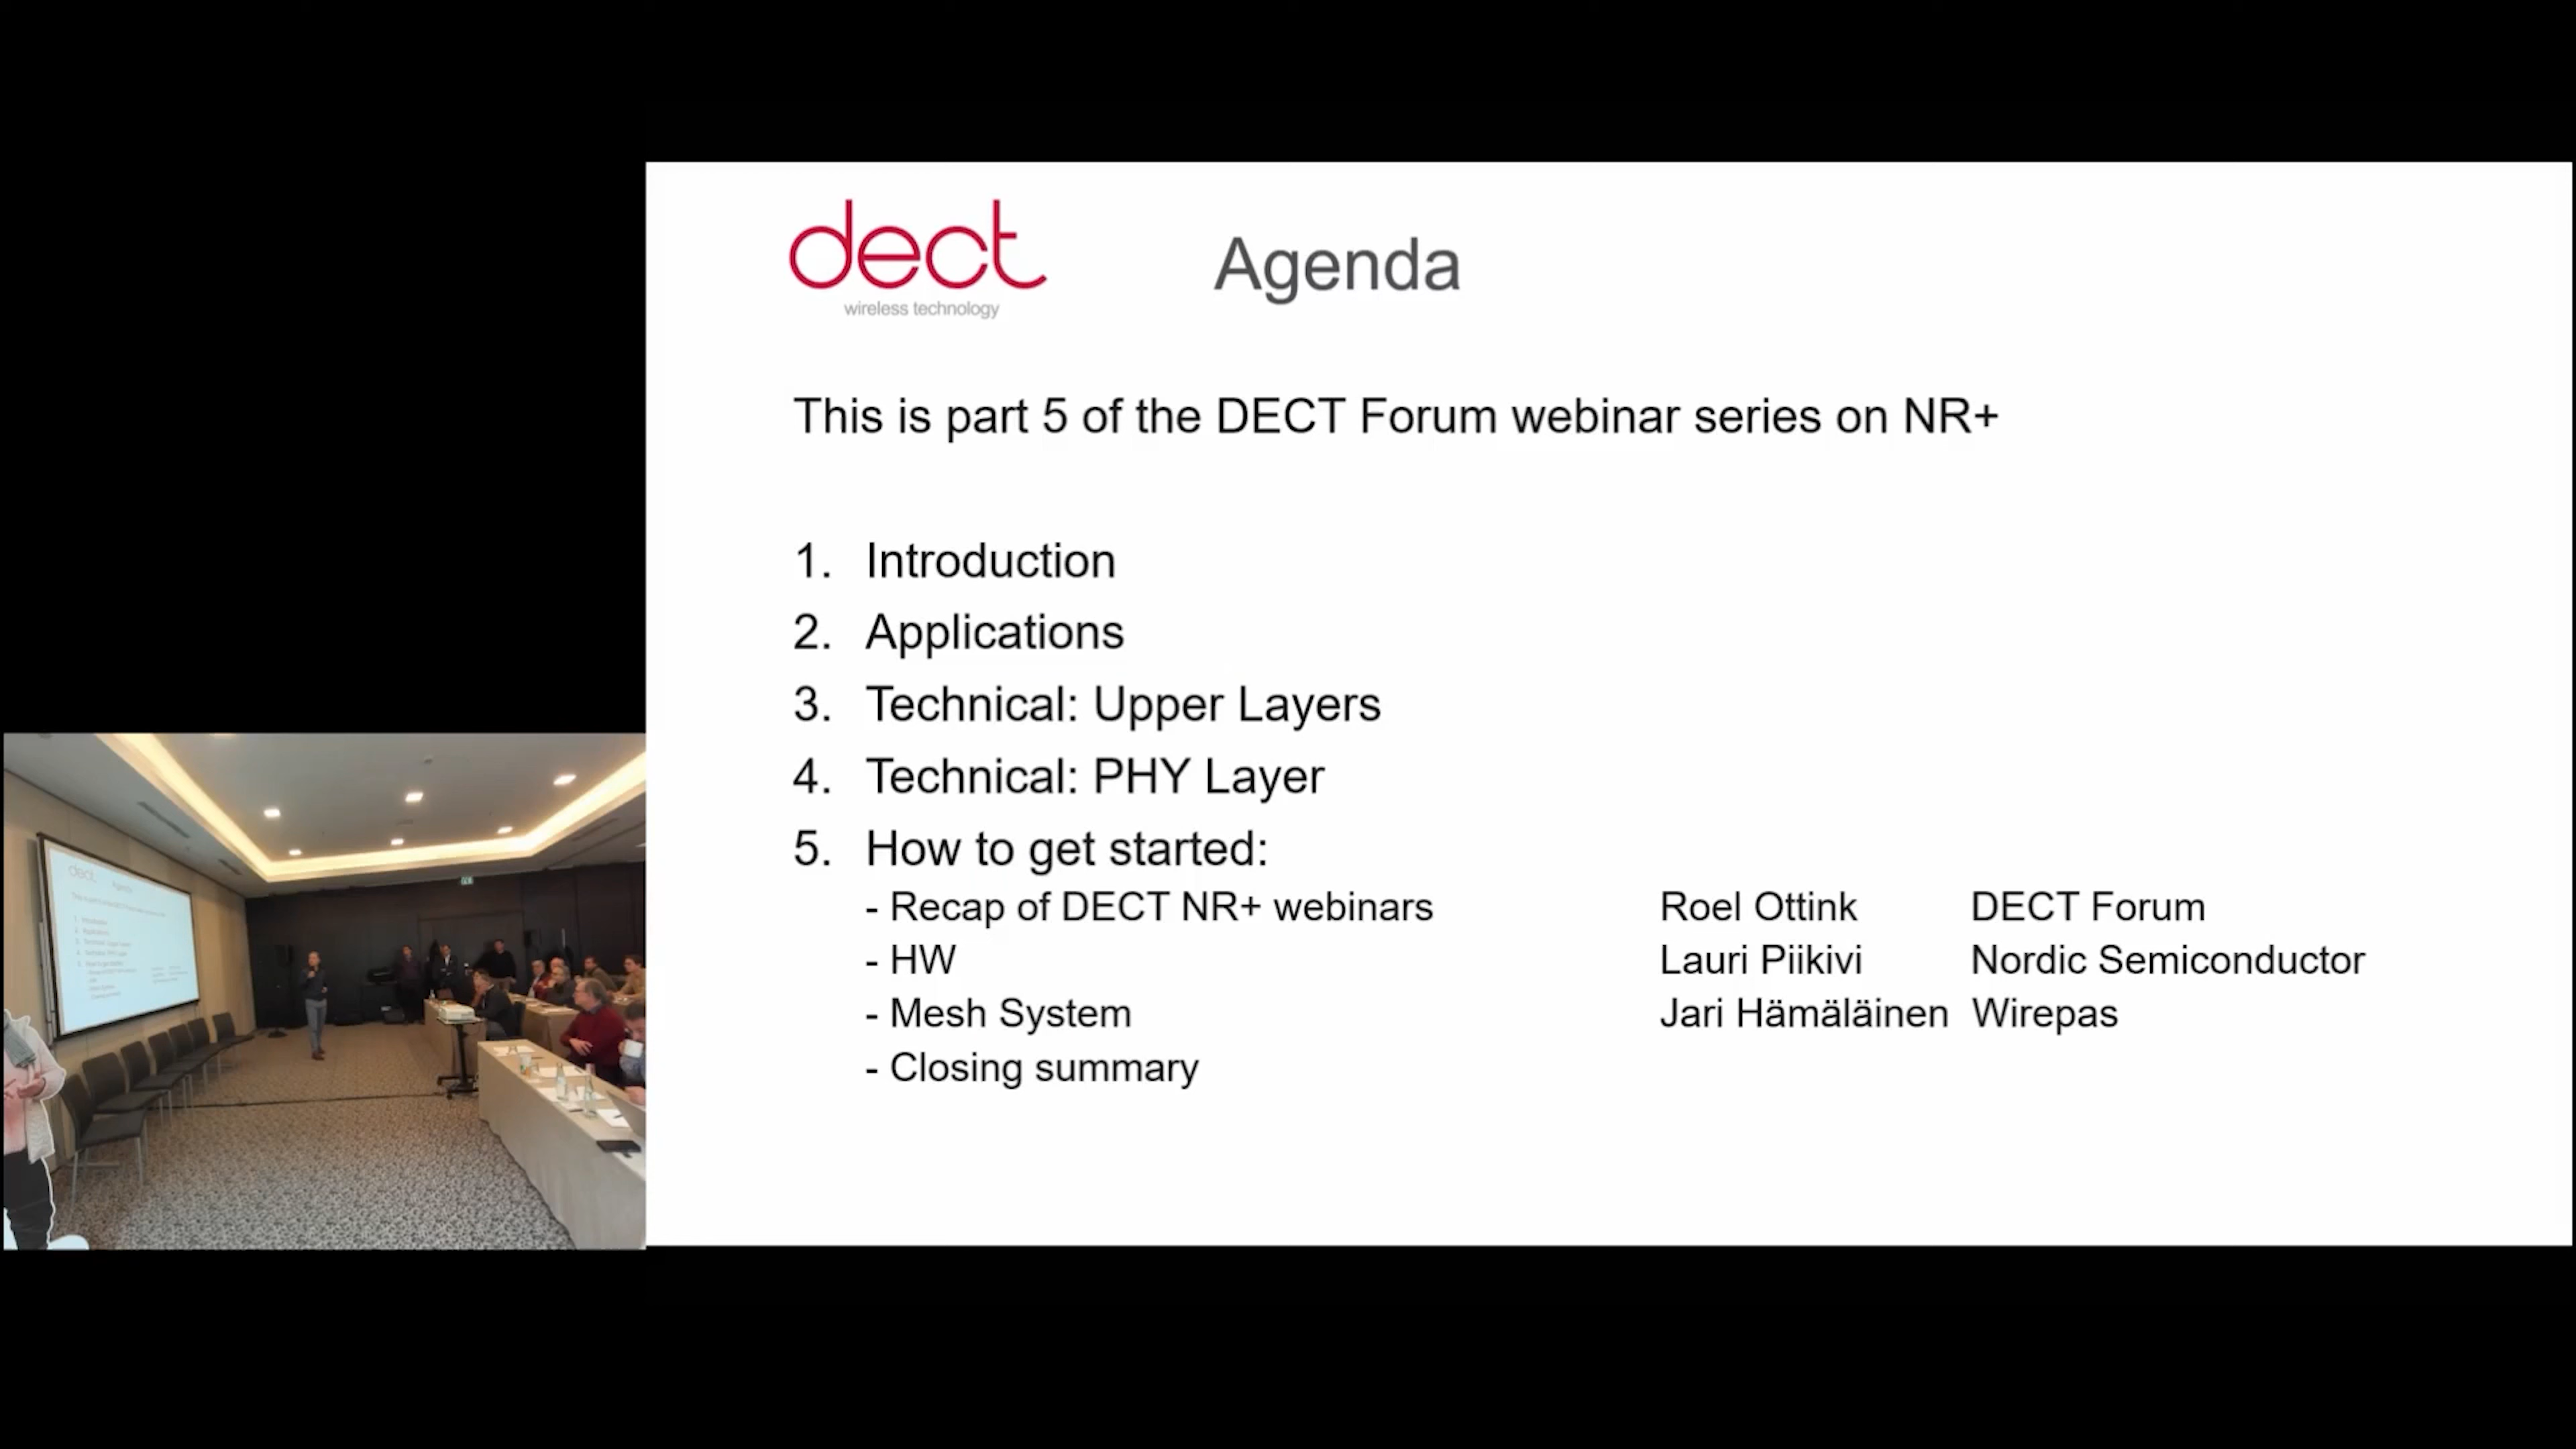 dect
wireless technology
Agenda
This is part 5 of the DECT Forum webinar series on NR+
1. Introduction
2. Applications
3. Technical: Upper Layers
4. Technical: PHY Layer
5. How to get started:
- Recap of DECT NR+ webinars Roel Ottink DECT Forum
- HW Lauri Piikivi Nordic Semiconductor
- Mesh System Jari Hämäläinen Wirepas
- Closing summary